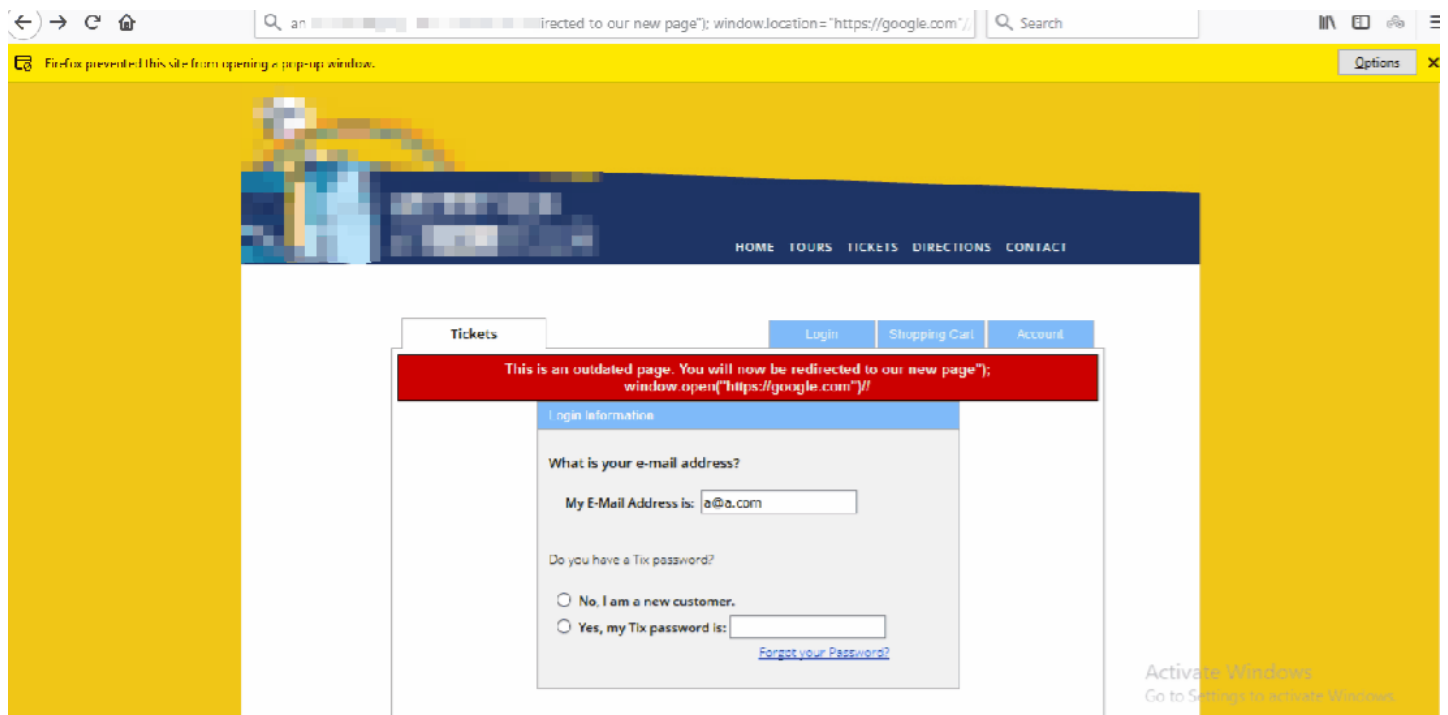 an irected to our new page"); window.location="https://google.com"//
Search
Firefox prevented this site from opening a pop-up window.
Options
HOME TOURS TICKETS DIRECTIONS CONTACT
Tickets
Login Shopping Cart Account
This is an outdated page. You will now be redirected to our new page");
window.open("https://google.com")//
Login Information
What is your e-mail address?
My E-Mail Address is: a@a.com
Do you have a Tix password?
No, I am a new customer.
Yes, my Tix password is:
Forgot your Password?
Activate Windows
Go to Settings to activate Windows.